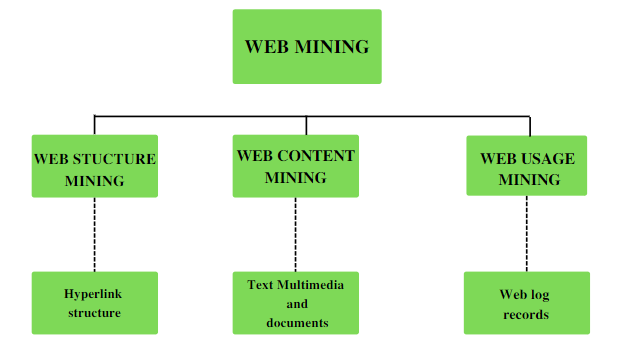 WEB MINING
WEB STUCTURE
MINING
WEB CONTENT
MINING
WEB USAGE
MINING
Hyperlink
structure
Text Multimedia
and
documents
Web log
records